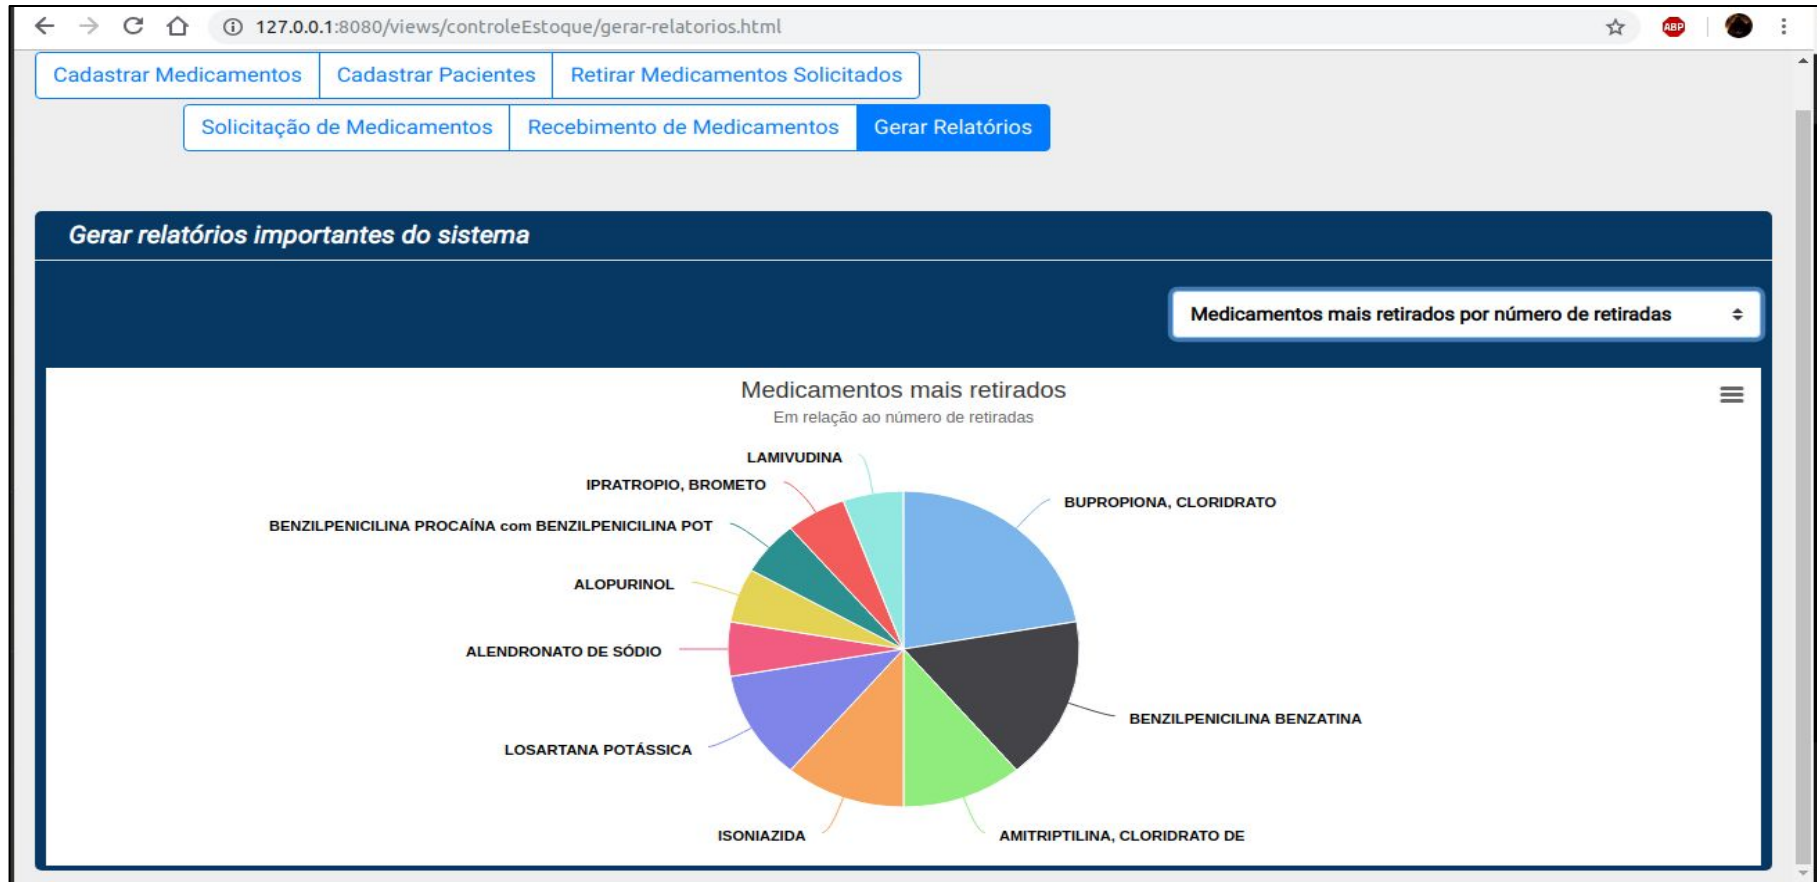 127.0.0.1:8080/views/controleEstoque/gerar-relatorios.html
ABP
Cadastrar Medicamentos Cadastrar Pacientes Retirar Medicamentos Solicitados
Solicitação de Medicamentos Recebimento de Medicamentos Gerar Relatórios
Gerar relatórios importantes do sistema
Medicamentos mais retirados por número de retiradas
Medicamentos mais retirados
Em relação ao número de retiradas
LAMIVUDINA
IPRATROPIO, BROMETO
BUPROPIONA, CLORIDRATO
BENZILPENICILINA PROCAÍNA com BENZILPENICILINA POT
ALOPURINOL
ALENDRONATO DE SÓDIO
BENZILPENICILINA BENZATINA
LOSARTANA POTÁSSICA
ISONIAZIDA
AMITRIPTILINA, CLORIDRATO DE